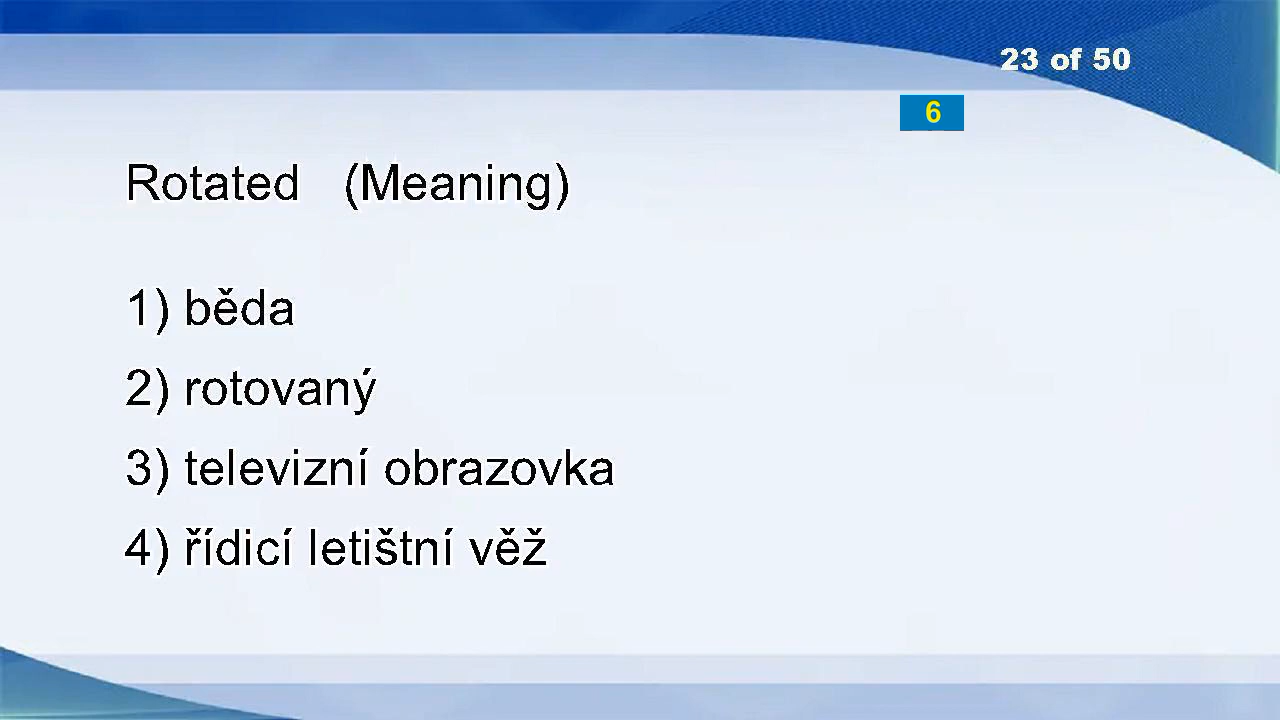 23 of 50
6
Rotated (Meaning)
1) běda
2) rotovaný
3) televizní obrazovka
4) řídicí letištní věž